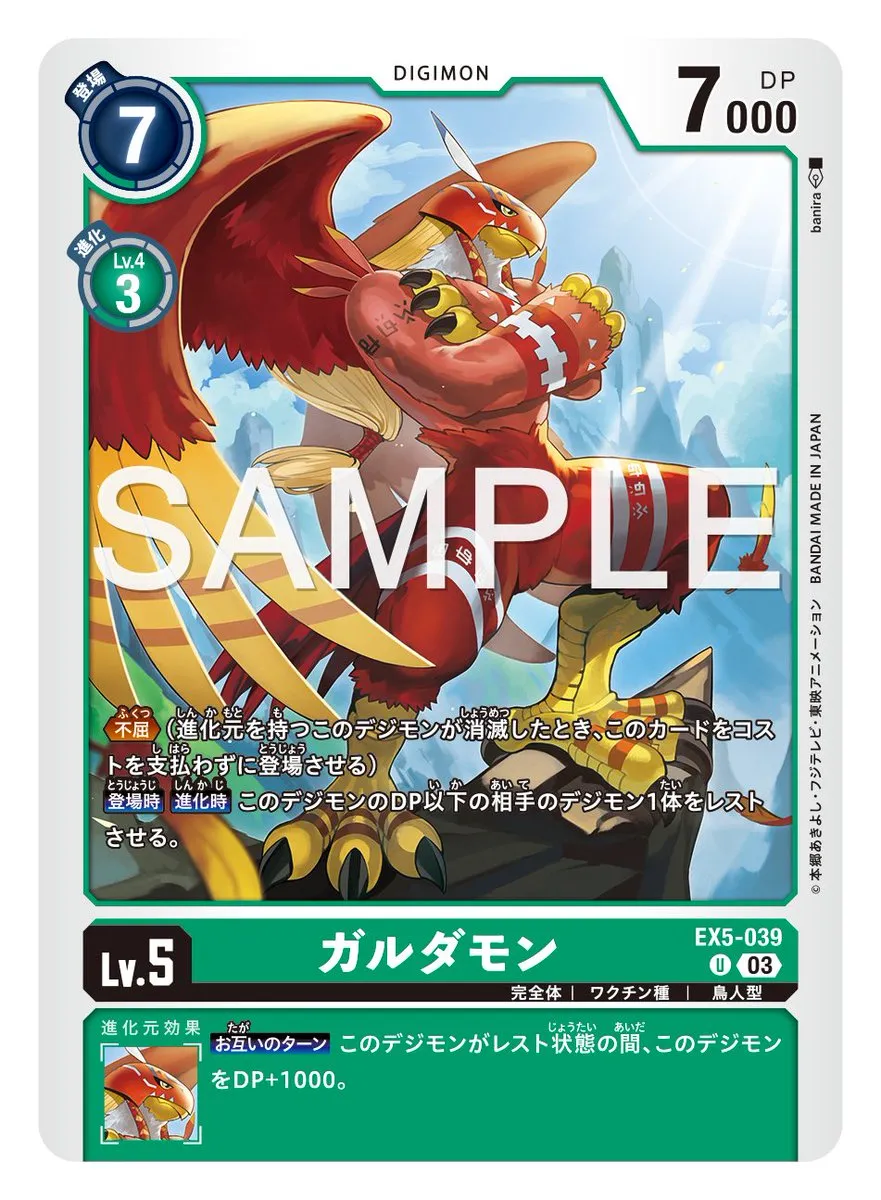 DIGIMON
登場
7
7000
DP
進化
Lv.4
3
banira
BANDAI MADE IN JAPAN
©本郷あきよし・フジテレビ・東映アニメーション
SAMPLE
不屈 (進化元を持つこのデジモンが消滅したとき、このカードをコス
トを支払わずに登場させる)
登場時 進化時 このデジモンのDP以下の相手のデジモン1体をレスト
させる。
Lv.5
ガルダモン
EX5-039
U 03
完全体 | ワクチン種 | 鳥人型
進化元効果
お互いのターン このデジモンがレスト状態の間、このデジモン
をDP+1000。